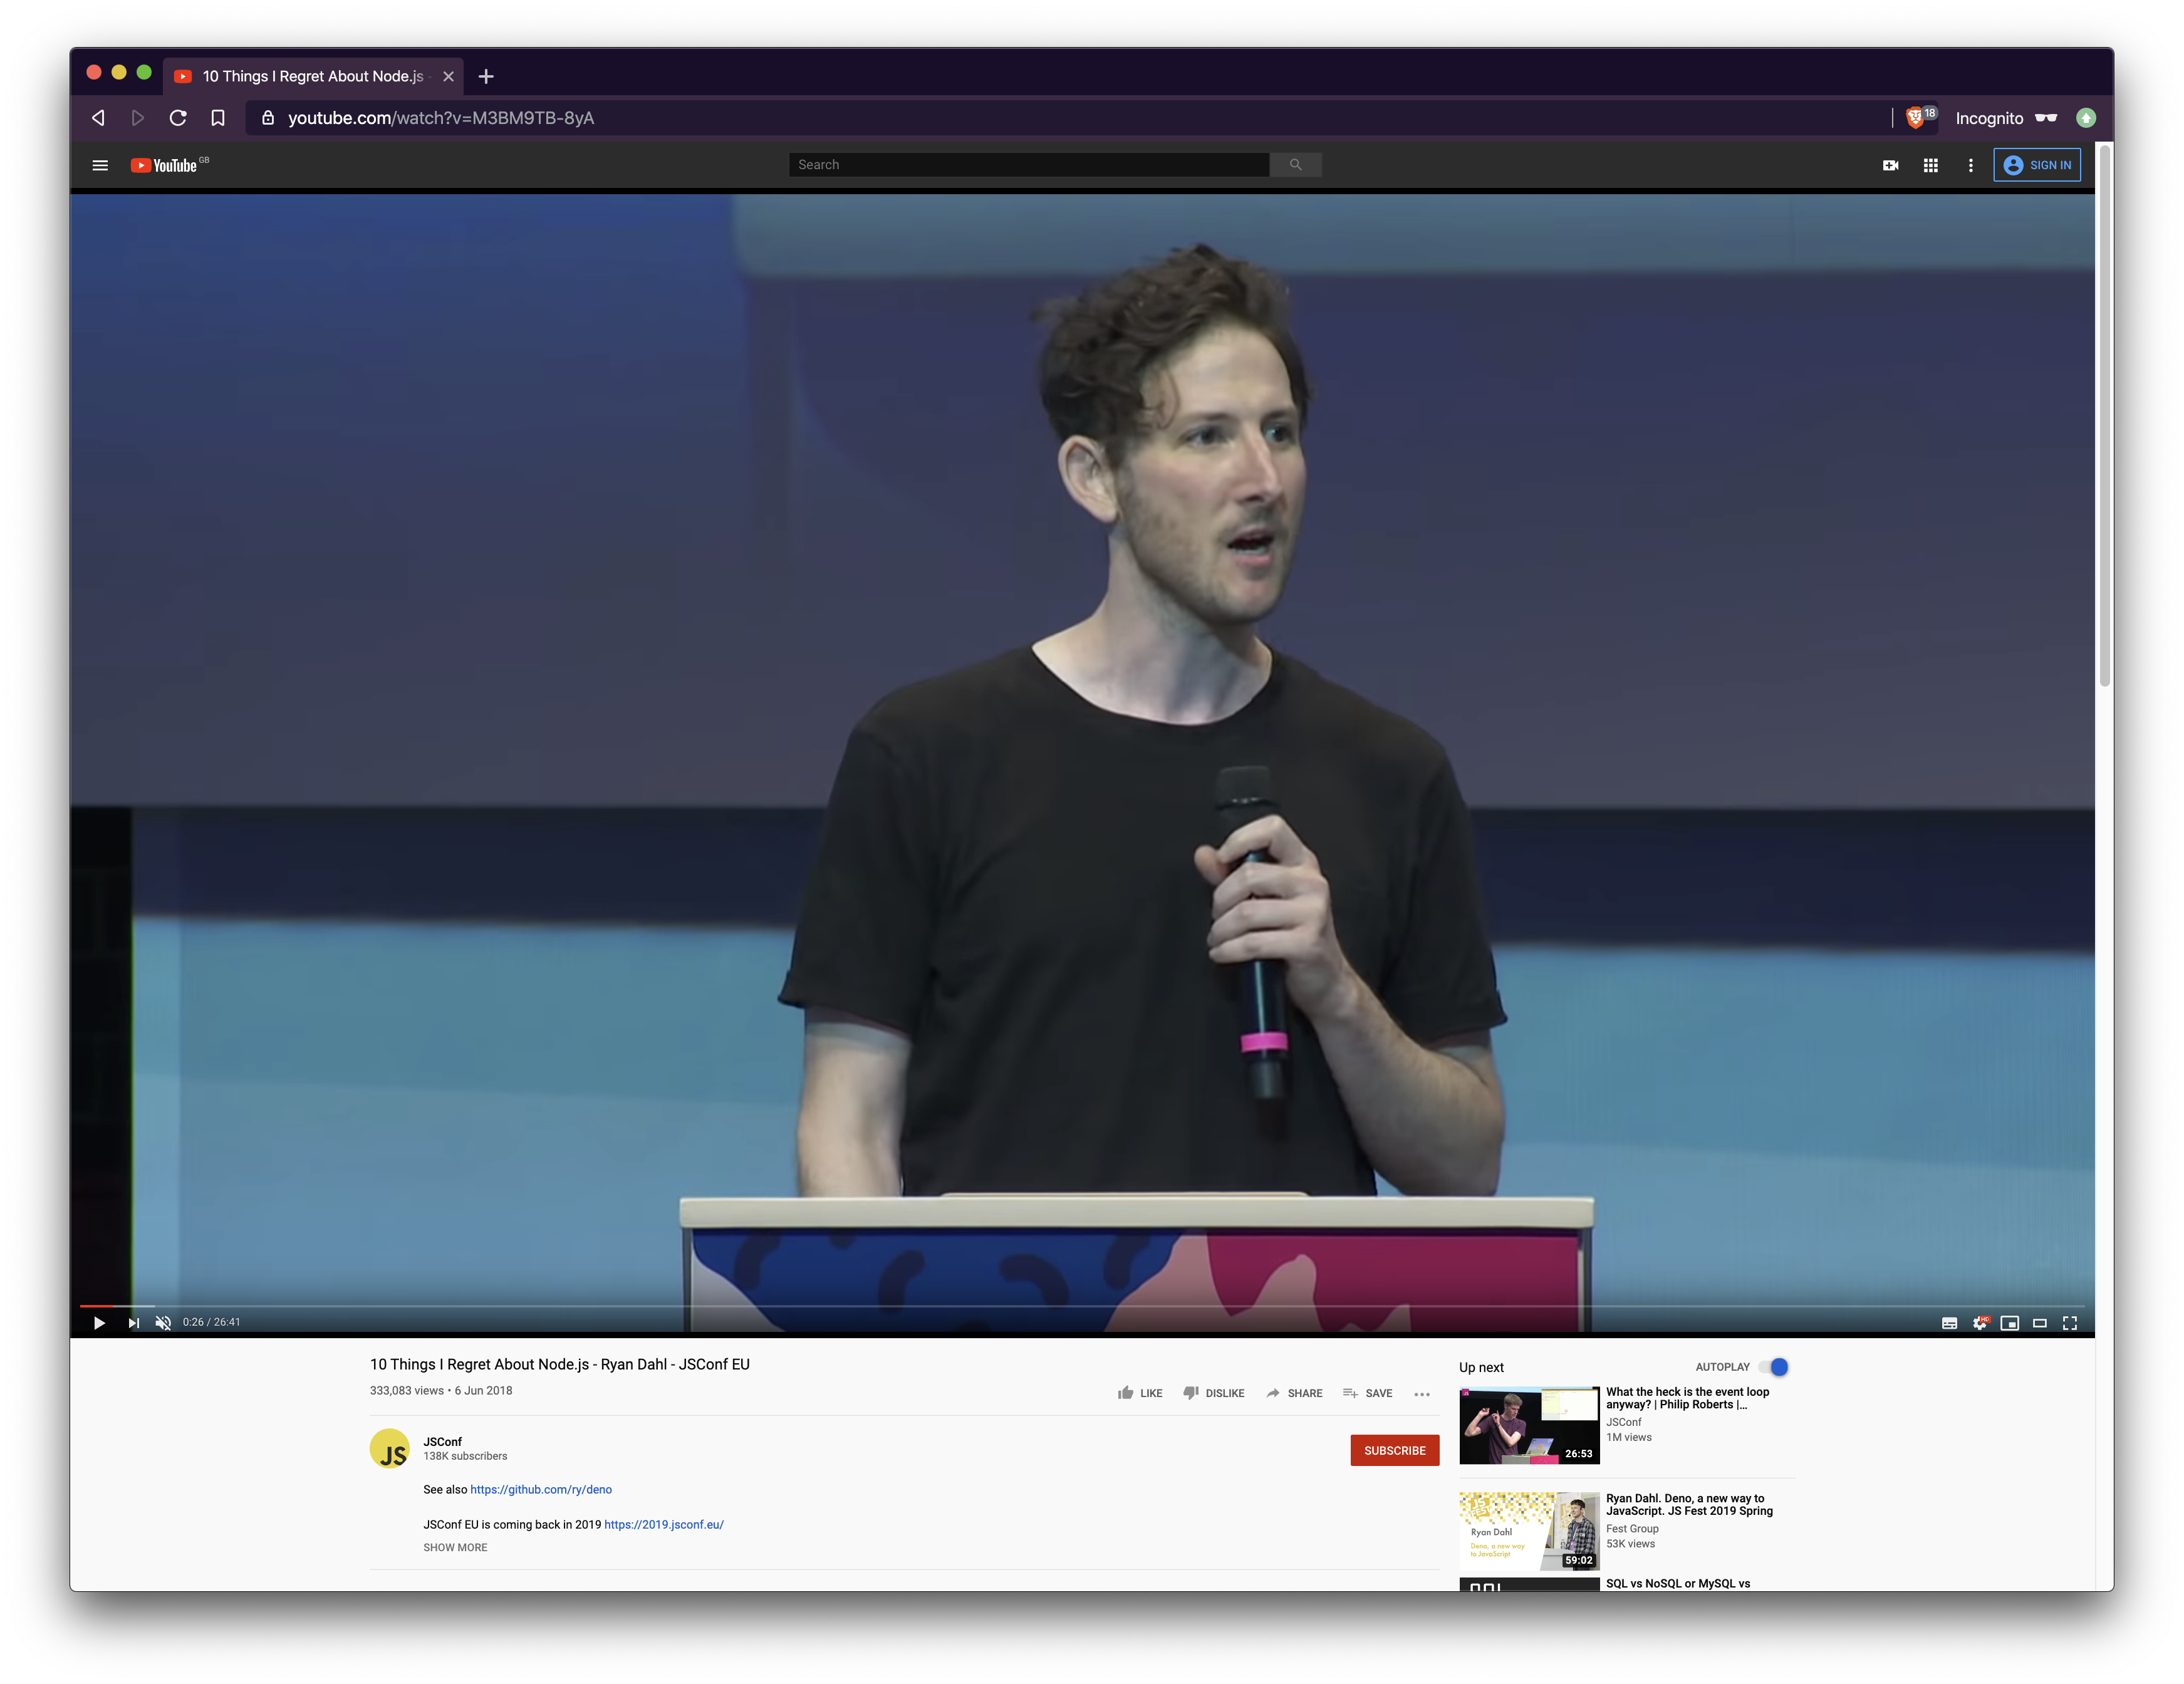 10 Things I Regret About Node.js -
youtube.com/watch?v=M3BM9TB-8yA
18
Incognito
YouTube GB
Search
SIGN IN
0:26 / 26:41
HD
10 Things I Regret About Node.js - Ryan Dahl - JSConf EU
333,083 views • 6 Jun 2018
LIKE
DISLIKE
SHARE
SAVE
JS
JSConf
138K subscribers
SUBSCRIBE
See also https://github.com/ry/deno
JSConf EU is coming back in 2019 https://2019.jsconf.eu/
SHOW MORE
Up next
AUTOPLAY
26:53
What the heck is the event loop
anyway? | Philip Roberts |...
JSConf
1M views
Ryan Dahl
Deno, a new way
to JavaScript
59:02
Ryan Dahl. Deno, a new way to
JavaScript. JS Fest 2019 Spring
Fest Group
53K views
SQL vs NoSQL or MySQL vs